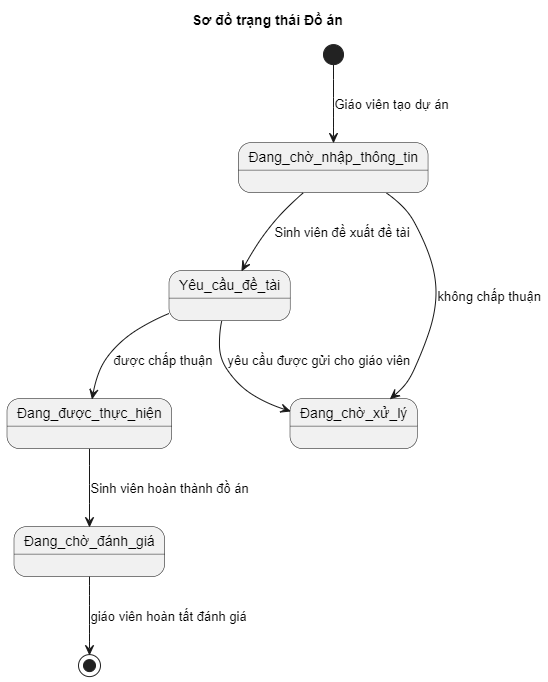 Sơ đồ trạng thái Đồ án
Giáo viên tạo dự án
Đang_chờ_nhập_thông_tin
Sinh viên đề xuất đề tài
Yêu_cầu_đề_tài
không chấp thuận
được chấp thuận
yêu cầu được gửi cho giáo viên
Đang_được_thực_hiện
Đang_chờ_xử_lý
Sinh viên hoàn thành đồ án
Đang_chờ_đánh_giá
giáo viên hoàn tất đánh giá